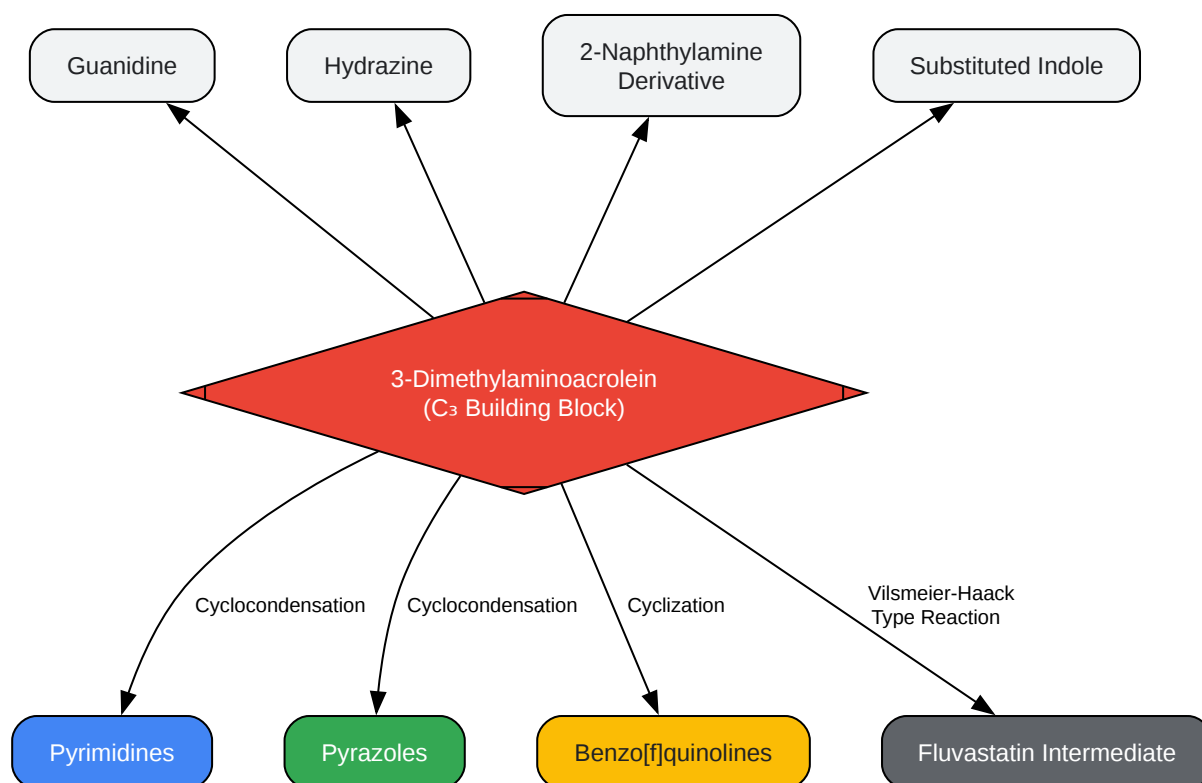 Guanidine
Hydrazine
2-Naphthylamine
Derivative
Substituted Indole
3-Dimethylaminoacrolein
(C₃ Building Block)
Cyclocondensation
Cyclocondensation
Cyclization
Vilsmeier-Haack
Type Reaction
Pyrimidines
Pyrazoles
Benzo[f]quinolines
Fluvastatin Intermediate